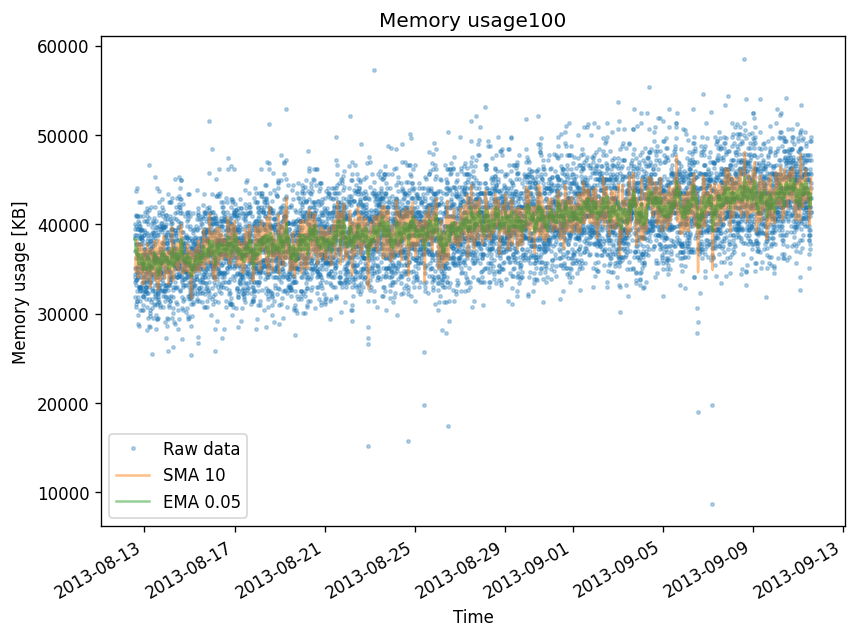 Memory usage100
Memory usage [KB]
60000
50000
40000
30000
20000
10000
Raw data
SMA 10
EMA 0.05
2013-08-13
2013-08-17
2013-08-21
2013-08-25
2013-08-29
2013-09-01
2013-09-05
2013-09-09
2013-09-13
Time